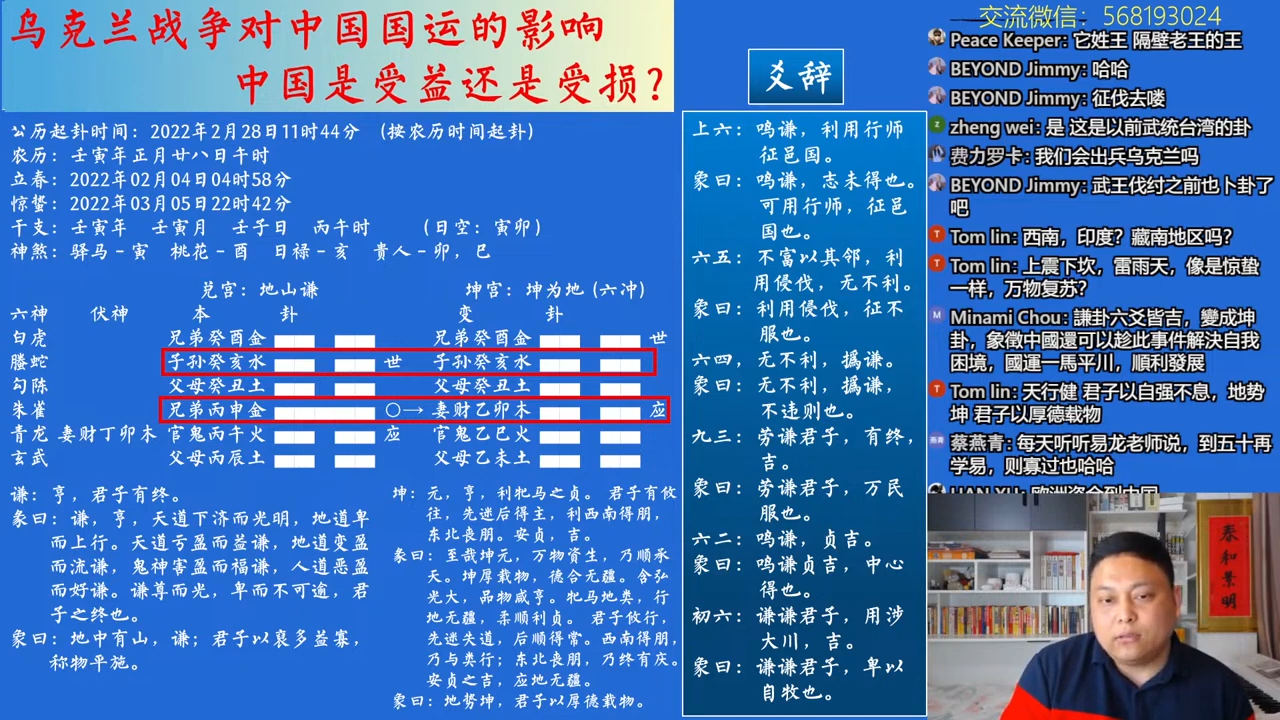 乌克兰战争对中国国运的影响
中国是受益还是受损？
公历起卦时间：2022年2月28日11时44分 （按农历时间起卦）
农历：壬寅年正月廿八日午时
立春：2022年02月04日04时58分
惊蛰：2022年03月05日22时42分
干支：壬寅年 壬寅月 壬子日 丙午时 （日空：寅卯）
神煞：驿马－寅 桃花－酉 日禄－亥 贵人－卯，巳
兑宫：地山谦 坤宫：坤为地（六冲）
六神 伏神 本 卦 变 卦
白虎 兄弟癸酉金 兄弟癸酉金 世
螣蛇 子孙癸亥水 世 子孙癸亥水
勾陈 父母癸丑土 父母癸丑土
朱雀 兄弟丙申金 ○→ 妻财乙卯木 应
青龙 妻财丁卯木 官鬼丙午火 应 官鬼乙巳火
玄武 父母丙辰土 父母乙未土
谦：亨，君子有终。
彖曰：谦，亨，天道下济而光明，地道卑
而上行。天道亏盈而益谦，地道变盈
而流谦，鬼神害盈而福谦，人道恶盈
而好谦。谦尊而光，卑而不可逾，君
子之终也。
象曰：地中有山，谦；君子以裒多益寡，
称物平施。
坤：元，亨，利牝马之贞。 君子有攸
往，先迷后得主，利西南得朋，
东北丧朋。安贞，吉。
彖曰：至哉坤元，万物资生，乃顺承
天。坤厚载物，德合无疆。含弘
光大，品物咸亨。牝马地类，行
地无疆，柔顺利贞。 君子攸行，
先迷失道，后顺得常。西南得朋，
乃与类行；东北丧朋，乃终有庆。
安贞之吉，应地无疆。
象曰：地势坤，君子以厚德载物。
爻辞
上六：鸣谦，利用行师
征邑国。
象曰：鸣谦，志未得也。
可用行师，征邑
国也。
六五：不富以其邻，利
用侵伐，无不利。
象曰：利用侵伐，征不
服也。
六四，无不利，撝谦。
象曰：无不利，撝谦，
不违则也。
九三：劳谦君子，有终，
吉。
象曰：劳谦君子，万民
服也。
六二：鸣谦，贞吉。
象曰：鸣谦贞吉，中心
得也。
初六：谦谦君子，用涉
大川，吉。
象曰：谦谦君子，卑以
自牧也。
交流微信：568193024
Peace Keeper: 它姓王 隔壁老王的王
BEYOND Jimmy: 哈哈
BEYOND Jimmy: 征伐去喽
zheng wei: 是 这是以前武统台湾的卦
费力罗卡: 我们会出兵乌克兰吗
BEYOND Jimmy: 武王伐纣之前也卜卦了
吧
Tom lin: 西南，印度？藏南地区吗？
Tom lin: 上震下坎，雷雨天，像是惊蛰
一样，万物复苏？
Minami Chou: 謙卦六爻皆吉，變成坤
卦，象徵中國還可以趁此事件解決自我
困境，國運一馬平川，順利發展
Tom lin: 天行健 君子以自强不息，地势
坤 君子以厚德载物
蔡燕青: 每天听听易龙老师说，到五十再
学易，则寡过也哈哈
春和景明